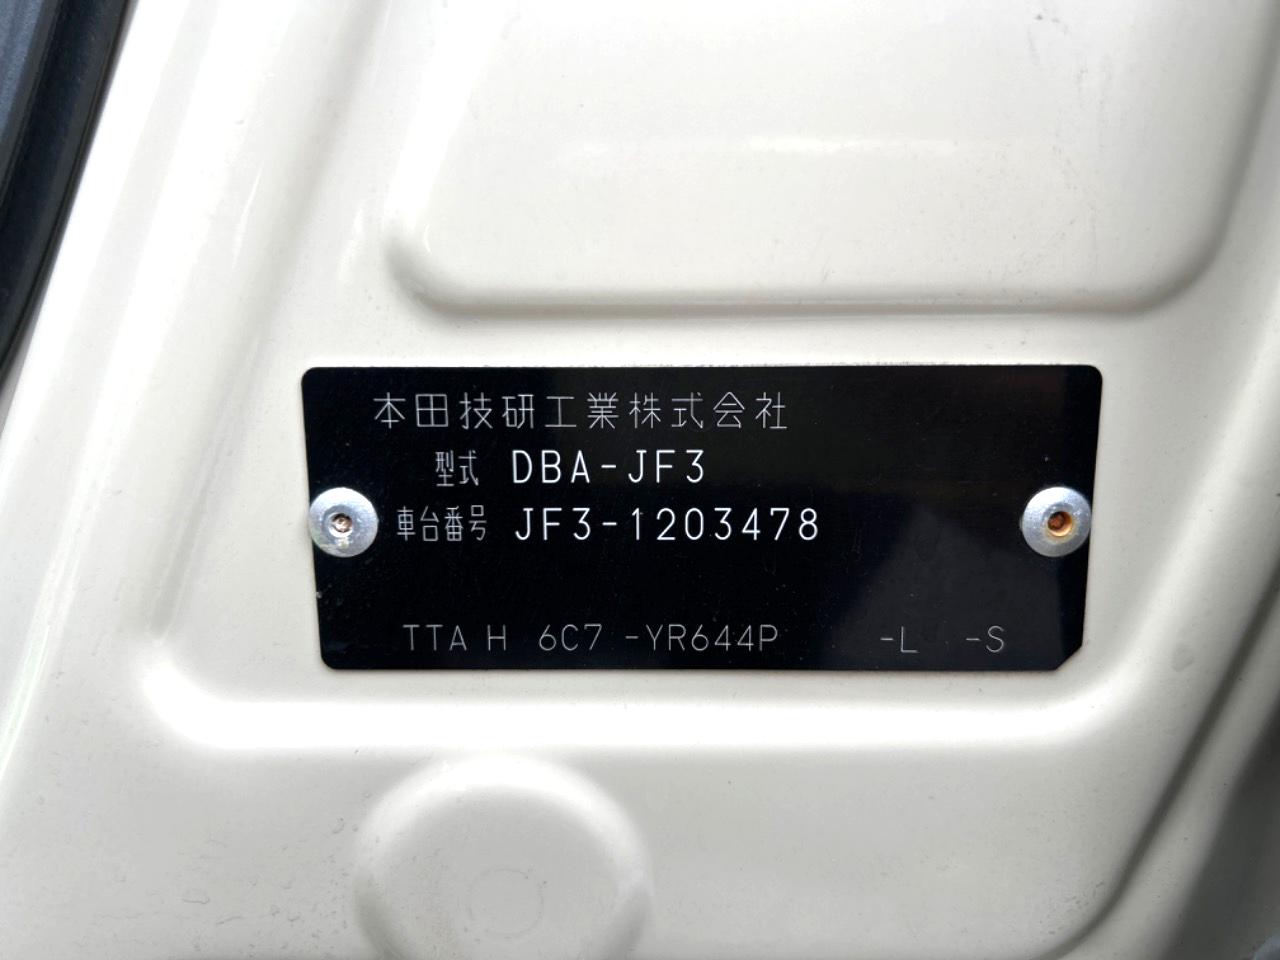 本田技研工業株式会社
型式 DBA-JF3
車台番号 JF3-1203478
TTA H 6C7 -YR644P -L -S